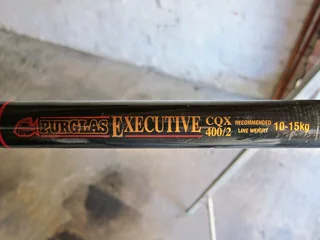 PURGLAS EXECUTIVE CQX 400/2 RECOMMENDED LINE WEIGHT 10-15kg